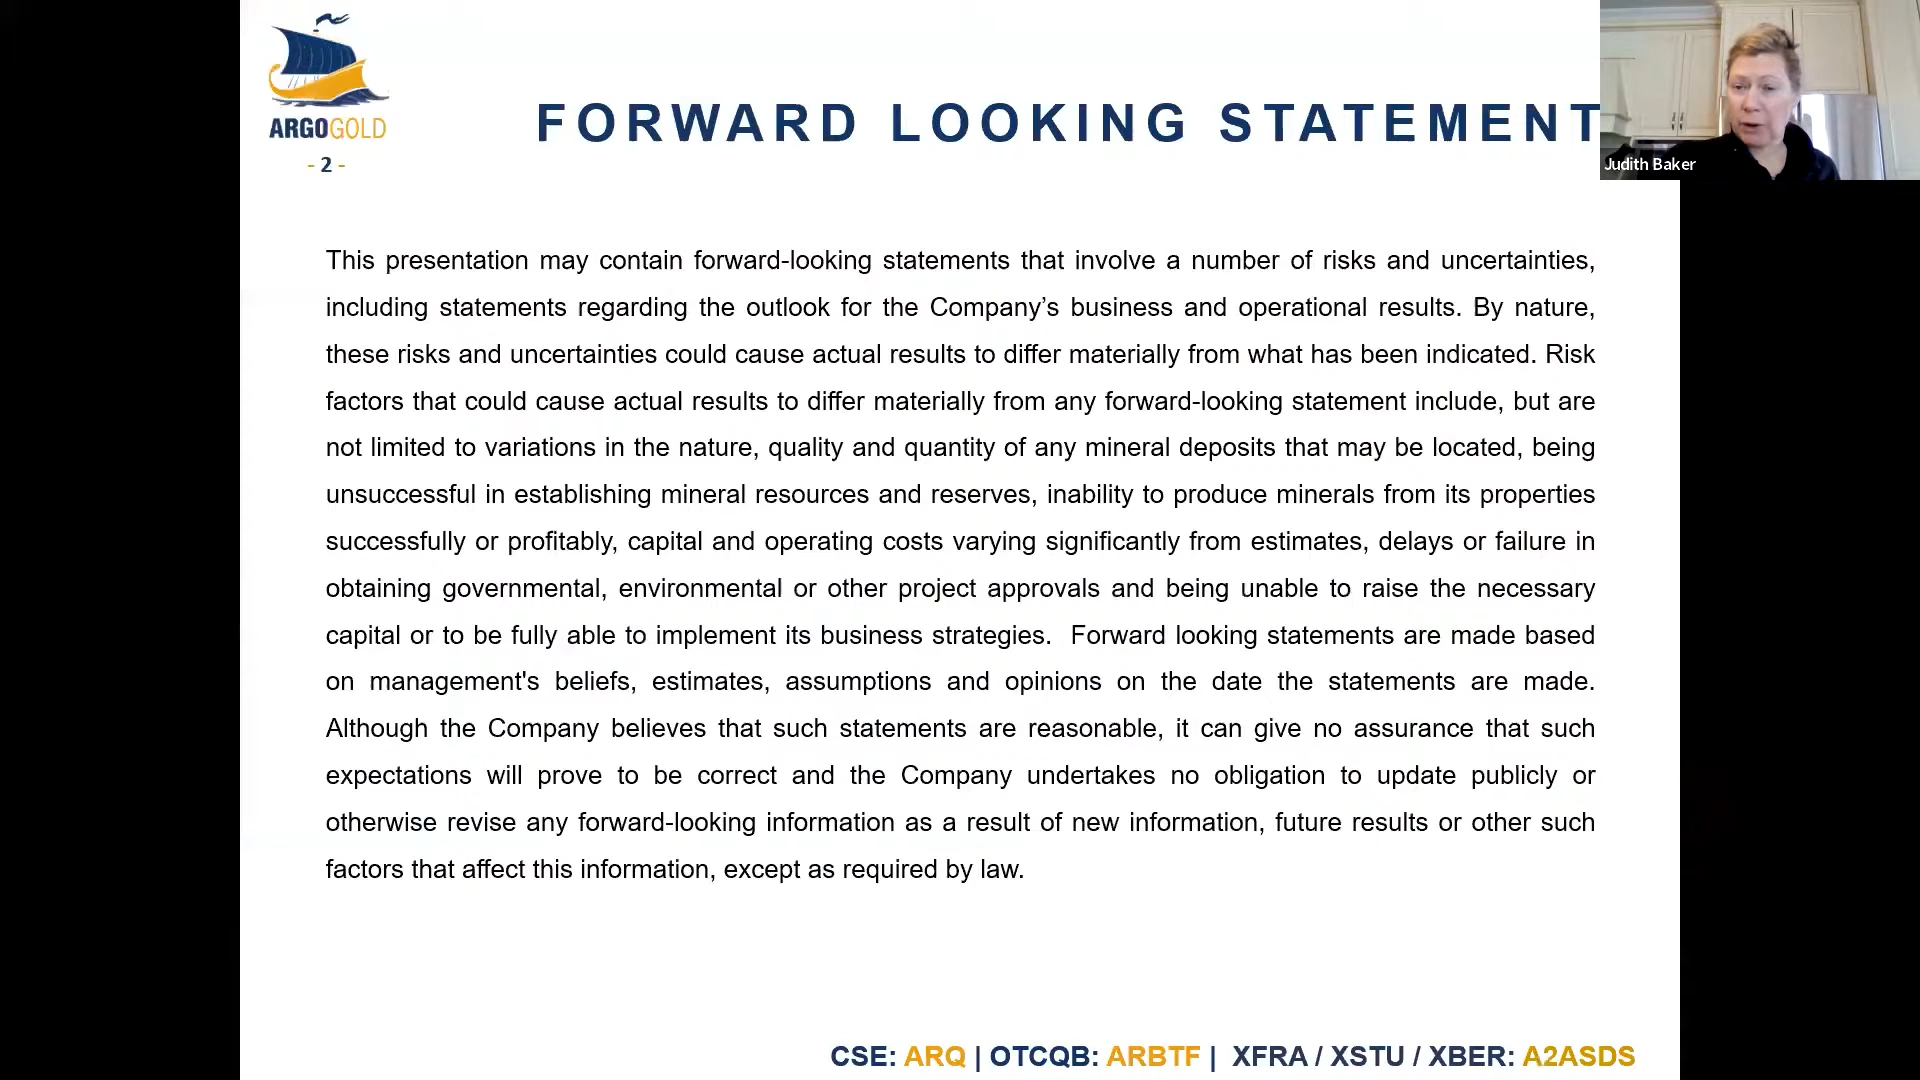 ARGOGOLD
- 2 -
FORWARD LOOKING STATEMENT
Judith Baker
This presentation may contain forward-looking statements that involve a number of risks and uncertainties,
including statements regarding the outlook for the Company’s business and operational results. By nature,
these risks and uncertainties could cause actual results to differ materially from what has been indicated. Risk
factors that could cause actual results to differ materially from any forward-looking statement include, but are
not limited to variations in the nature, quality and quantity of any mineral deposits that may be located, being
unsuccessful in establishing mineral resources and reserves, inability to produce minerals from its properties
successfully or profitably, capital and operating costs varying significantly from estimates, delays or failure in
obtaining governmental, environmental or other project approvals and being unable to raise the necessary
capital or to be fully able to implement its business strategies.  Forward looking statements are made based
on management's beliefs, estimates, assumptions and opinions on the date the statements are made.
Although the Company believes that such statements are reasonable, it can give no assurance that such
expectations will prove to be correct and the Company undertakes no obligation to update publicly or
otherwise revise any forward-looking information as a result of new information, future results or other such
factors that affect this information, except as required by law.
CSE: ARQ | OTCQB: ARBTF | XFRA / XSTU / XBER: A2ASDS